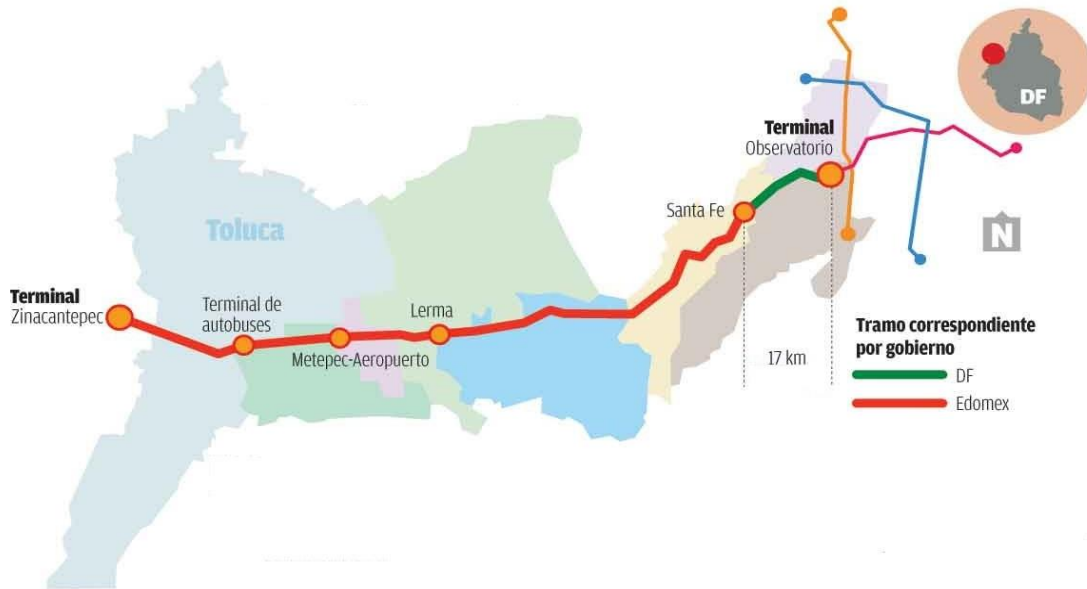 DF
Terminal
Observatorio
Santa Fe
N
Toluca
Terminal
Zinacantepec
Terminal de
autobuses
Lerma
Metepec-Aeropuerto
17 km
Tramo correspondiente
por gobierno
DF
Edomex